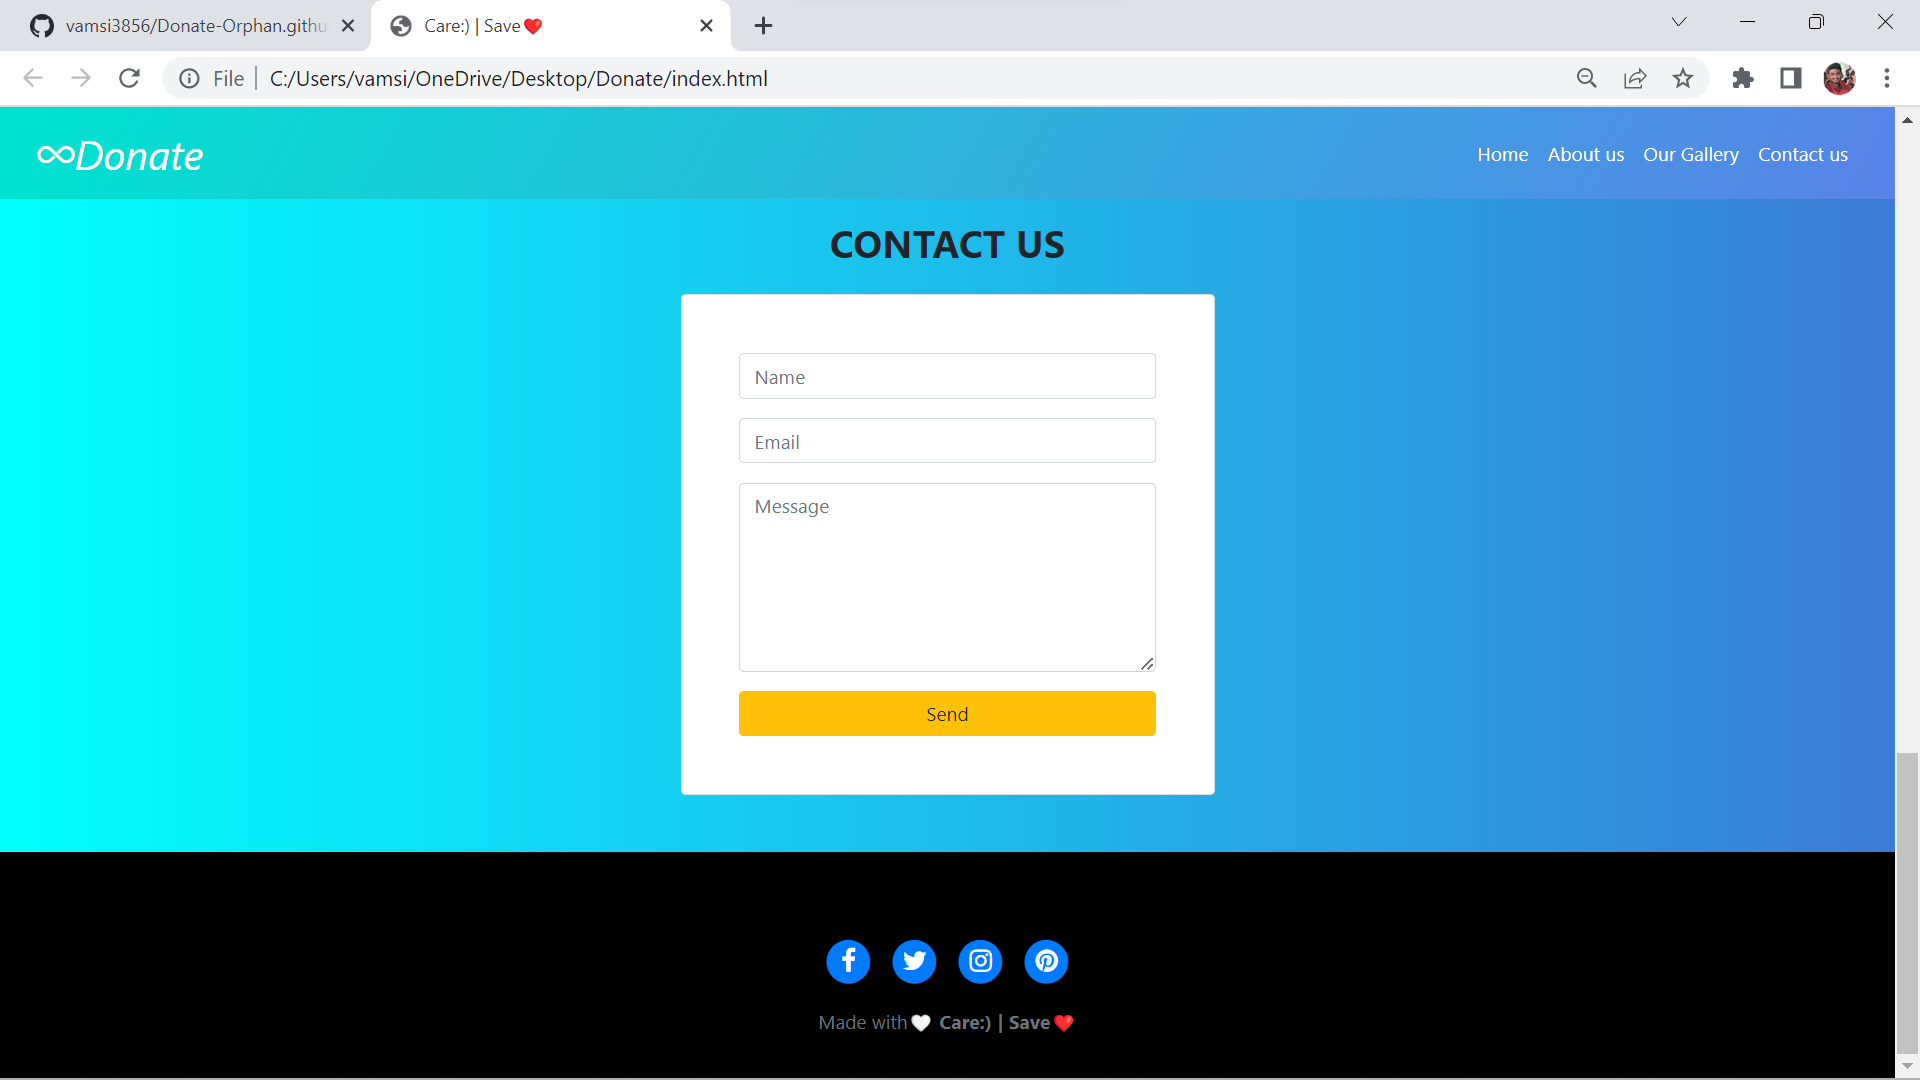 vamsi3856/Donate-Orphan.githu
Care:) | Save❤️
File
C:/Users/vamsi/OneDrive/Desktop/Donate/index.html
∞Donate
Home
About us
Our Gallery
Contact us
CONTACT US
Name
Email
Message
Send
Made with🤍 Care:) | Save❤️